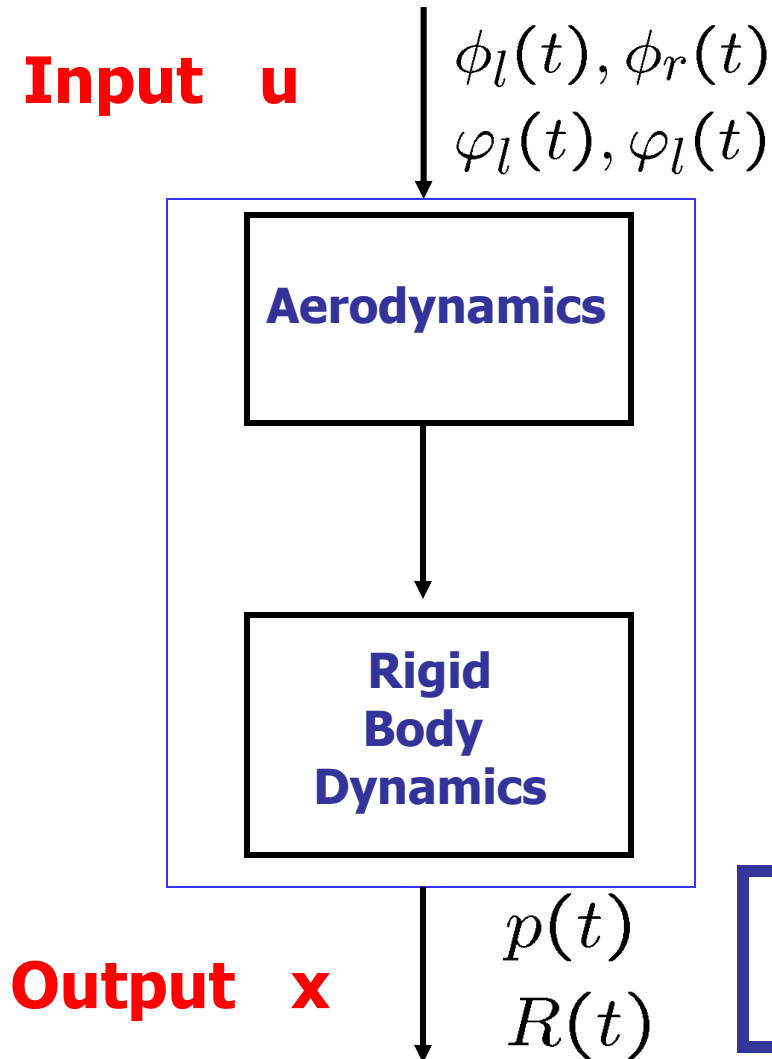 Input u
ϕ_l(t), ϕ_r(t)
φ_l(t), φ_l(t)
Aerodynamics
Rigid
Body
Dynamics
p(t)
Output x
R(t)